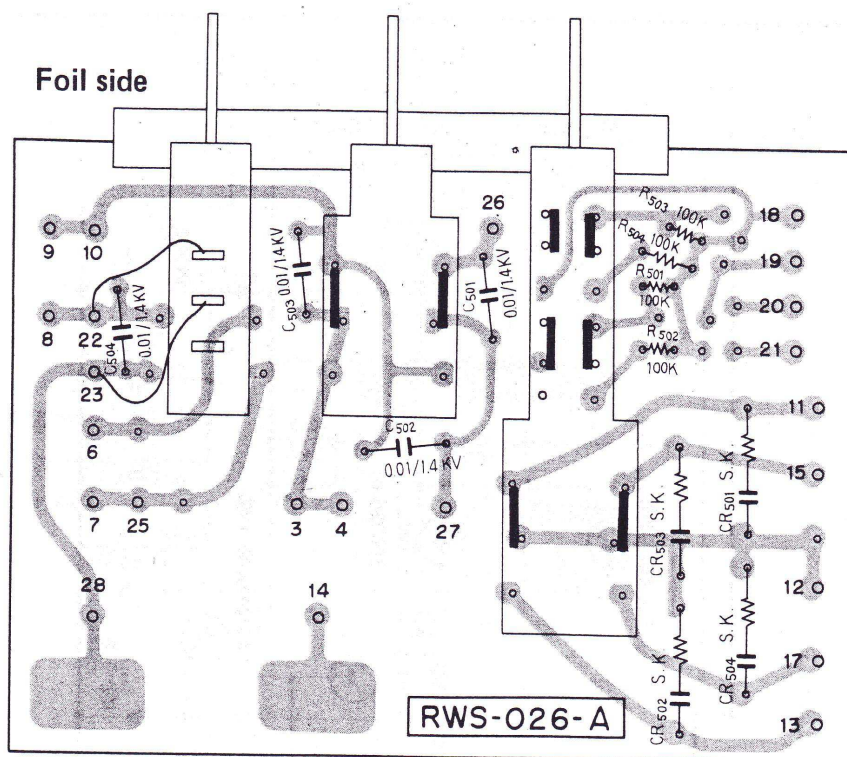 Foil side
R503 100K
18
26
R504 100K
9 10
19
C503 0.01/1.4KV
C501 0.01/1.4KV
R501
100K
8 22
C504 0.01/1.4KV
20
R502
100K
21
23
11
6
C502
0.01/1.4KV
S.K.
CR501
S.K.
CR503
15
7 25
3 4
27
12
28
14
S.K.
CR504
S.K.
CR502
17
RWS-026-A
13